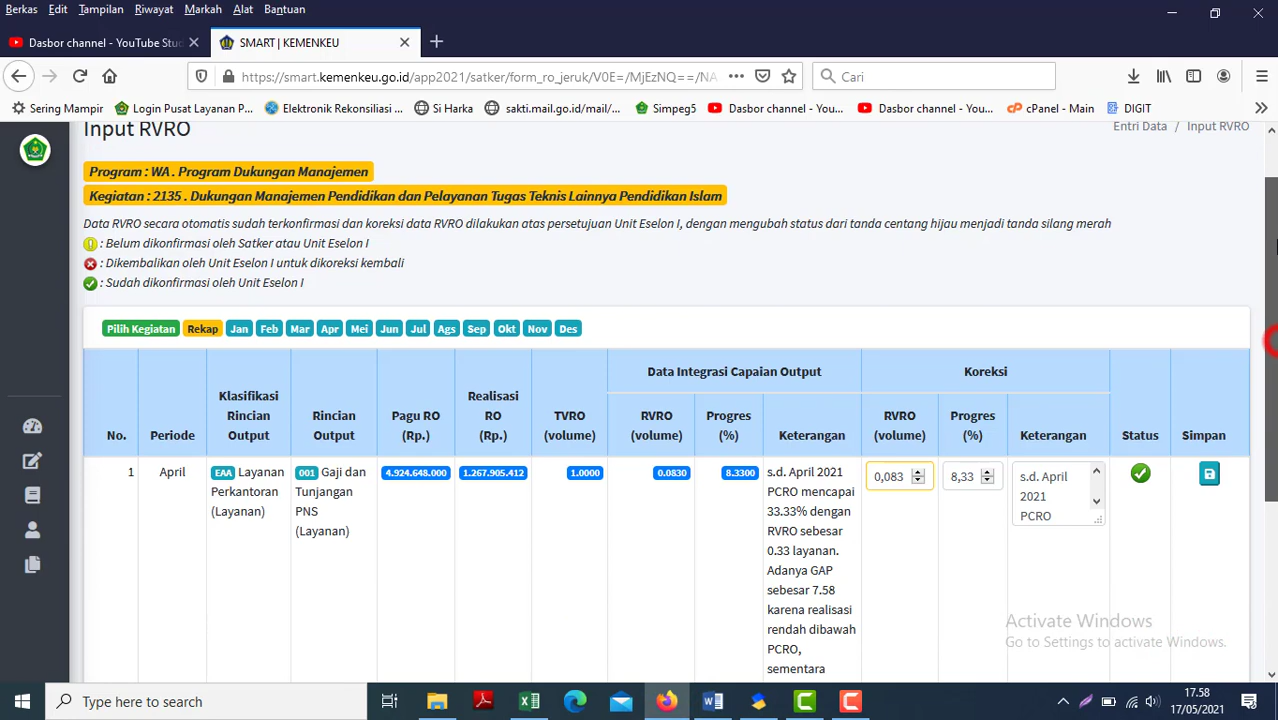 Berkas Edit Tampilan Riwayat Markah Alat Bantuan
Dasbor channel - YouTube Stud SMART | KEMENKEU
https://smart.kemenkeu.go.id/app2021/satker/form_ro_jeruk/V0E=/MjEzNQ==/NA Cari
Sering Mampir Login Pusat Layanan P... Elektronik Rekonsiliasi ... Si Harka sakti.mail.go.id/mail/... Simpeg5 Dasbor channel - You... Dasbor channel - You... cPanel - Main DIGIT
Input RVRO Entri Data / Input RVRO
Program : WA . Program Dukungan Manajemen
Kegiatan : 2135 . Dukungan Manajemen Pendidikan dan Pelayanan Tugas Teknis Lainnya Pendidikan Islam
Data RVRO secara otomatis sudah terkonfirmasi dan koreksi data RVRO dilakukan atas persetujuan Unit Eselon I, dengan mengubah status dari tanda centang hijau menjadi tanda silang merah
: Belum dikonfirmasi oleh Satker atau Unit Eselon I
: Dikembalikan oleh Unit Eselon I untuk dikoreksi kembali
: Sudah dikonfirmasi oleh Unit Eselon I
Pilih Kegiatan Rekap Jan Feb Mar Apr Mei Jun Jul Ags Sep Okt Nov Des
Data Integrasi Capaian Output Koreksi
Klasifikasi Realisasi
Rincian Rincian Pagu RO RO TVRO RVRO Progres RVRO Progres
No. Periode Output Output (Rp.) (Rp.) (volume) (volume) (%) Keterangan (volume) (%) Keterangan Status Simpan
1 April EAA Layanan 001 Gaji dan 4.924.648.000 1.267.905.412 1.0000 0.0830 8.3300 s.d. April 2021 0,083 8,33 s.d. April
Perkantoran Tunjangan PCRO mencapai 2021
(Layanan) PNS 33.33% dengan PCRO
(Layanan) RVRO sebesar
0.33 layanan.
Adanya GAP
sebesar 7.58
karena realisasi
rendah dibawah
PCRO,
sementara
Activate Windows
Go to Settings to activate Windows.
Type here to search
17.58
17/05/2021